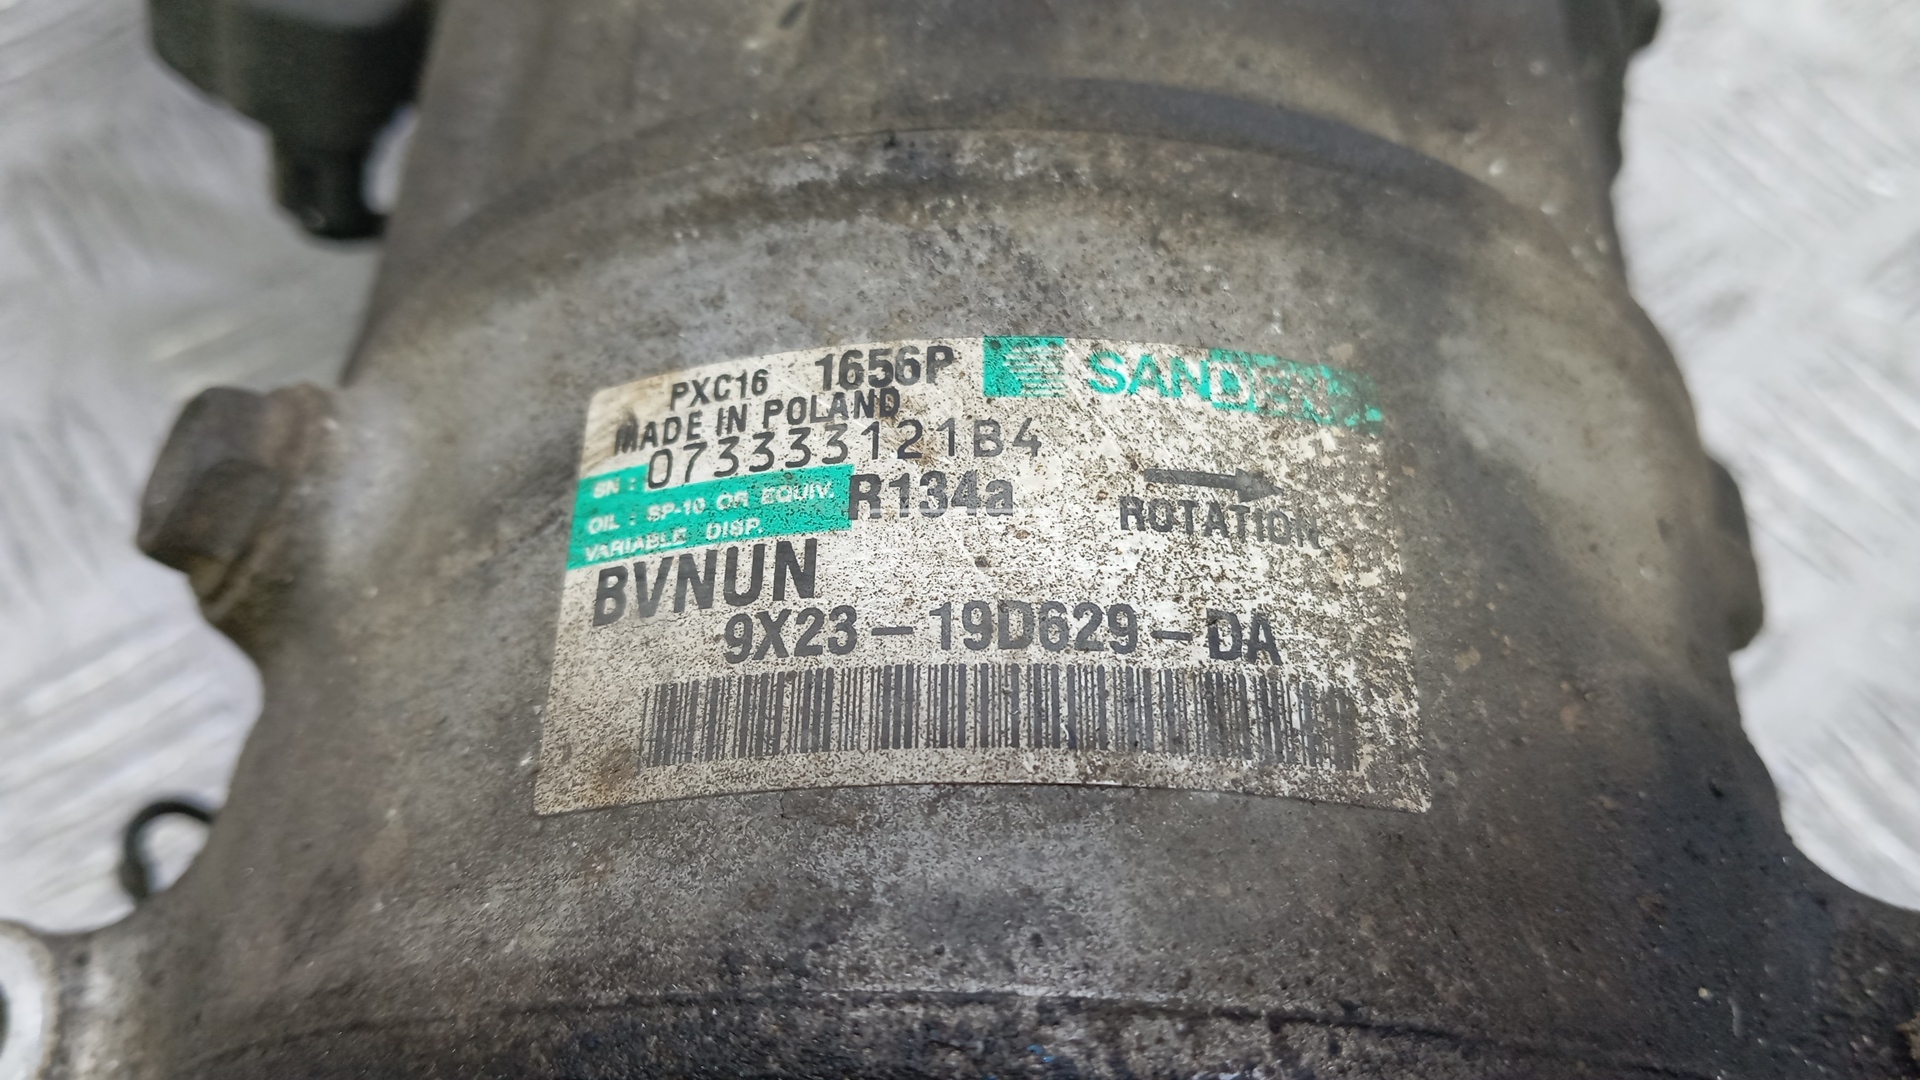 PXC16 1656P SANDEN
MADE IN POLAND
SN : 073333121B4
OIL : SP-10 OR EQUIV. R134a
VARIABLE DISP.
ROTATION
BVNUN
9X23-19D629-DA